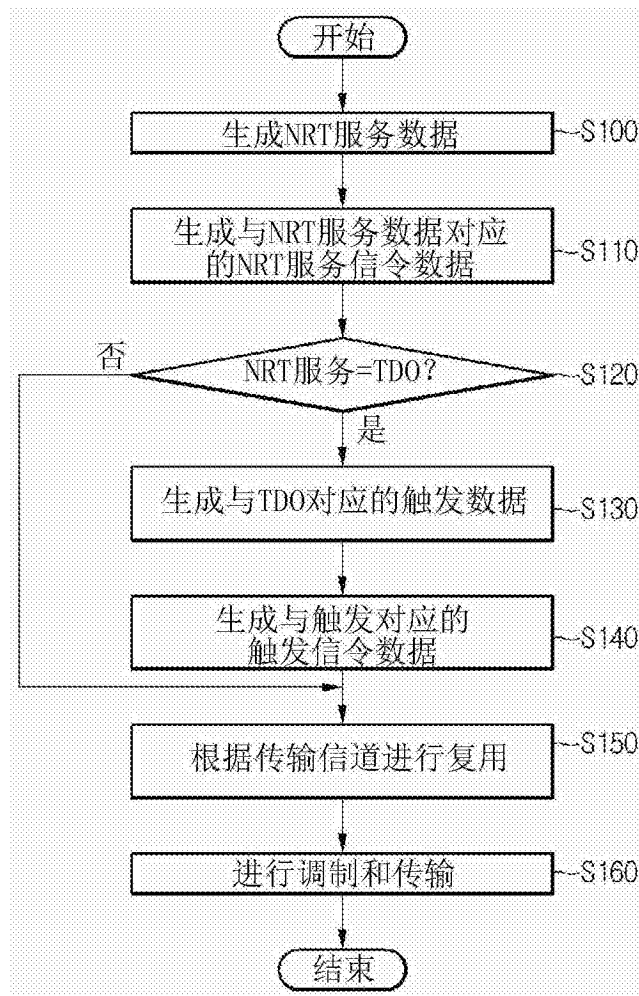 开始
生成NRT服务数据
S100
生成与NRT服务数据对应
的NRT服务信令数据
S110
否
NRT服务=TDO?
S120
是
生成与TDO对应的触发数据
S130
生成与触发对应的
触发信令数据
S140
根据传输信道进行复用
S150
进行调制和传输
S160
结束